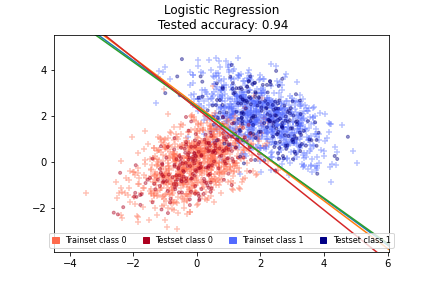 Logistic Regression
Tested accuracy: 0.94
4
2
0
−2
Trainset class 0 Testset class 0 Trainset class 1 Testset class 1
−4 −2 0 2 4 6